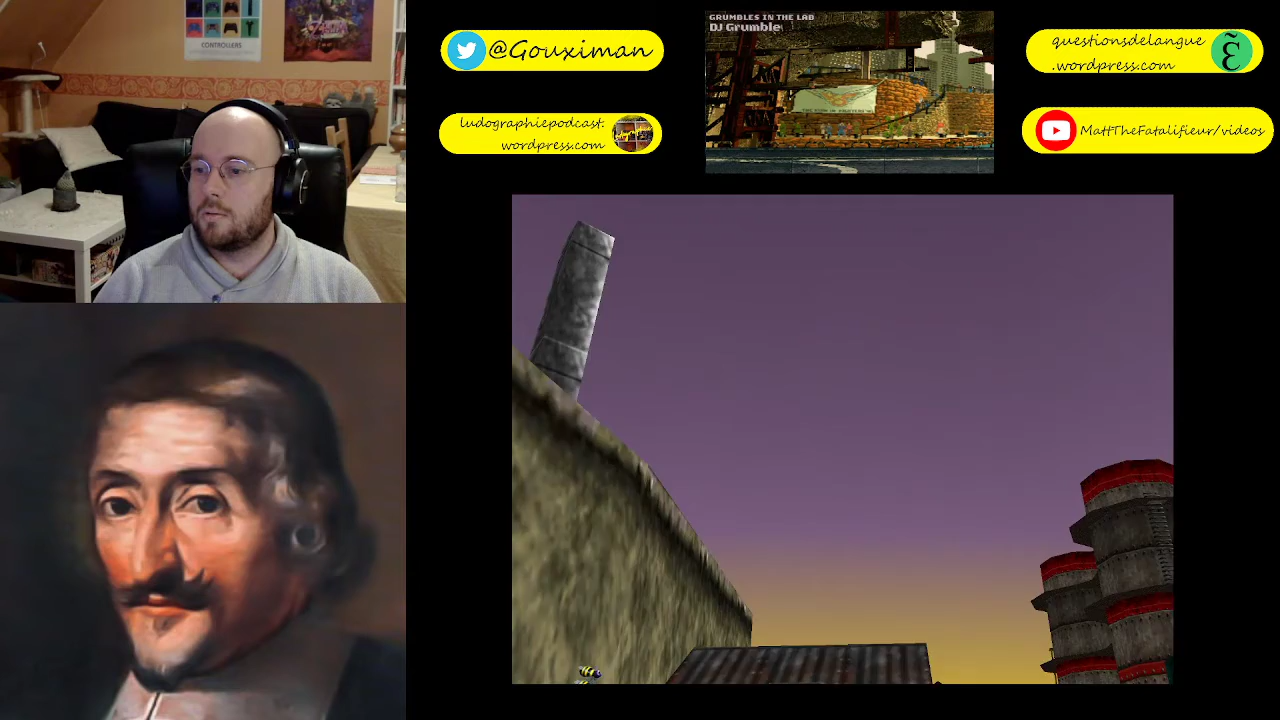 CONTROLLERS
@Gouximan
ludographiepodcast.
wordpress.com
GRUMBLES IN THE LAB
DJ Grumble
questionsdelangue
.wordpress.com
MattTheFatalifieur/videos